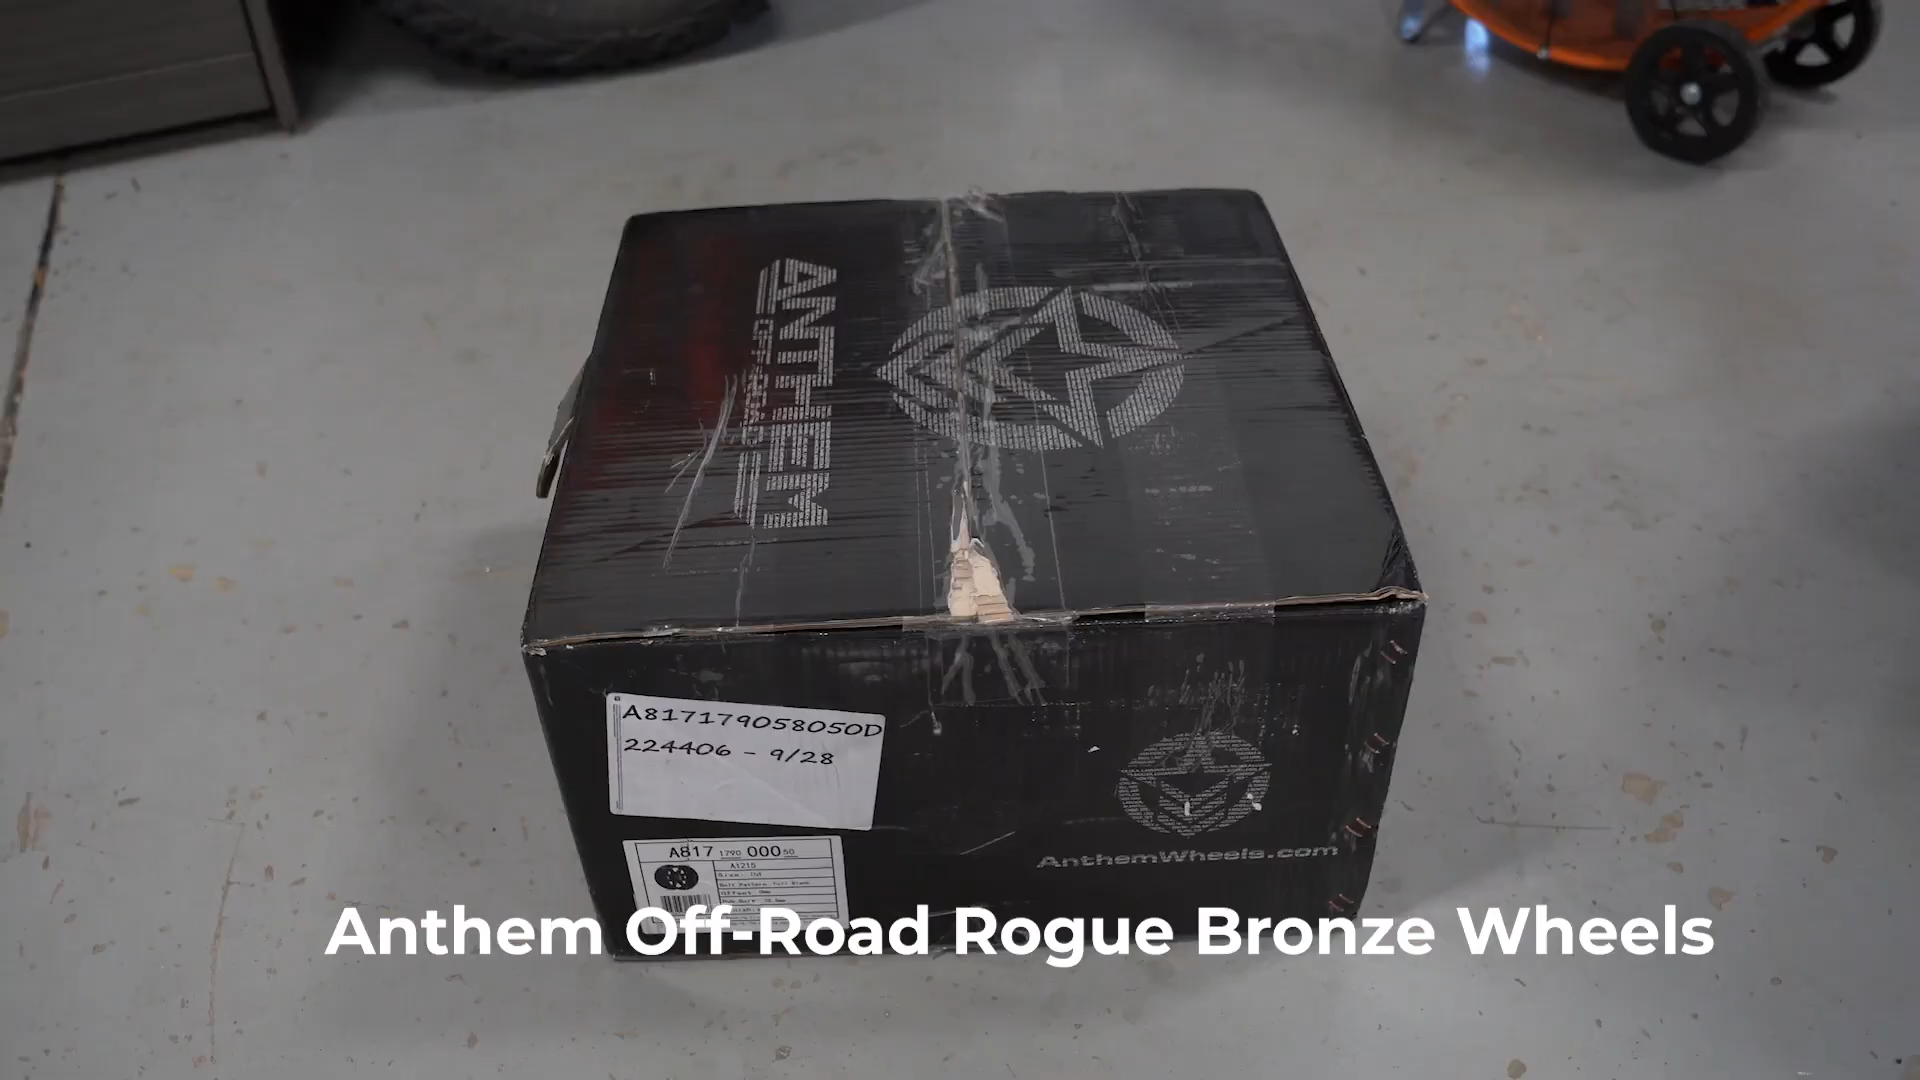 ANTHEM
OFF-ROAD
A817179058050D
224406 - 9/28
A817 1790 000 50
A1215
AnthemWheels.com
Anthem Off-Road Rogue Bronze Wheels